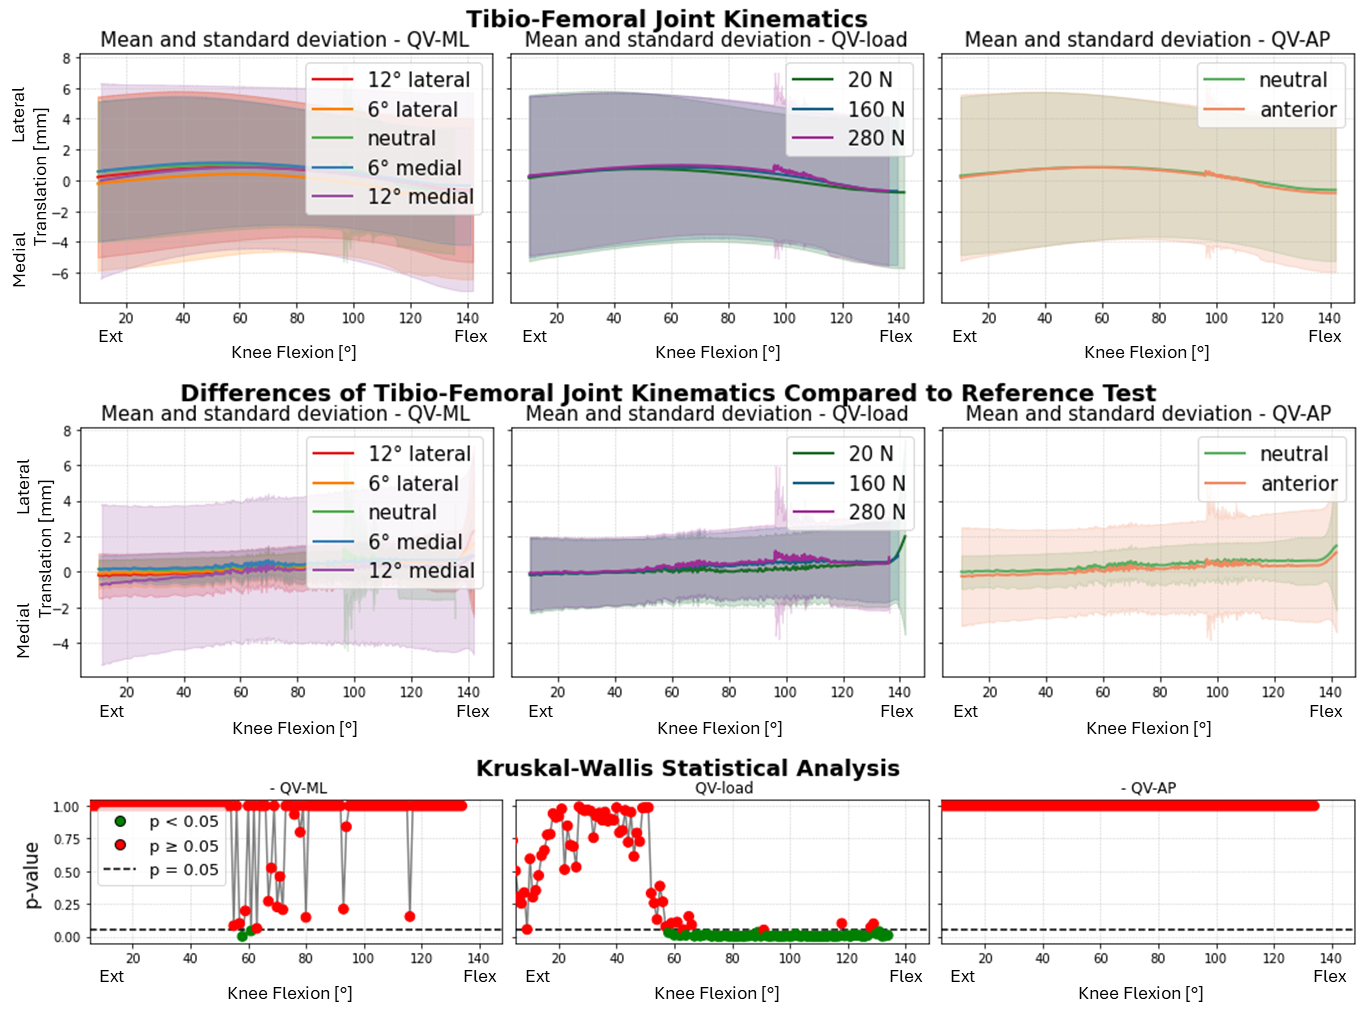 Tibio-Femoral Joint Kinematics
Mean and standard deviation - QV-ML
Mean and standard deviation - QV-load
Mean and standard deviation - QV-AP
Lateral
Medial
Translation [mm]
8
6
4
2
0
−2
−4
−6
12° lateral
6° lateral
neutral
6° medial
12° medial
20 N
160 N
280 N
neutral
anterior
20 40 60 80 100 120 140
20 40 60 80 100 120 140
20 40 60 80 100 120 140
Ext Flex
Ext Flex
Ext Flex
Knee Flexion [°]
Knee Flexion [°]
Knee Flexion [°]
Differences of Tibio-Femoral Joint Kinematics Compared to Reference Test
Mean and standard deviation - QV-ML
Mean and standard deviation - QV-load
Mean and standard deviation - QV-AP
Lateral
Medial
Translation [mm]
8
6
4
2
0
−2
−4
12° lateral
6° lateral
neutral
6° medial
12° medial
20 N
160 N
280 N
neutral
anterior
20 40 60 80 100 120 140
20 40 60 80 100 120 140
20 40 60 80 100 120 140
Ext Flex
Ext Flex
Ext Flex
Knee Flexion [°]
Knee Flexion [°]
Knee Flexion [°]
Kruskal-Wallis Statistical Analysis
- QV-ML
QV-load
- QV-AP
p-value
1.00
0.75
0.50
0.25
0.00
p < 0.05
p ≥ 0.05
p = 0.05
20 40 60 80 100 120 140
20 40 60 80 100 120 140
20 40 60 80 100 120 140
Ext Flex
Ext Flex
Ext Flex
Knee Flexion [°]
Knee Flexion [°]
Knee Flexion [°]